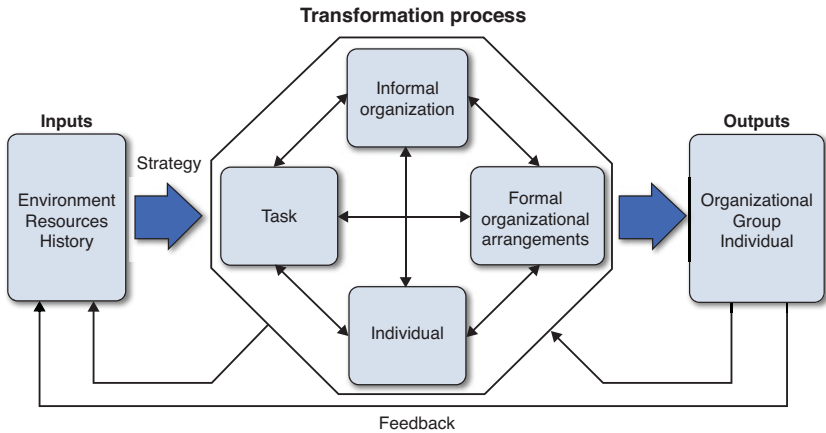 Transformation process
Inputs
Environment
Resources
History
Strategy
Informal
organization
Task
Formal
organizational
arrangements
Individual
Outputs
Organizational
Group
Individual
Feedback